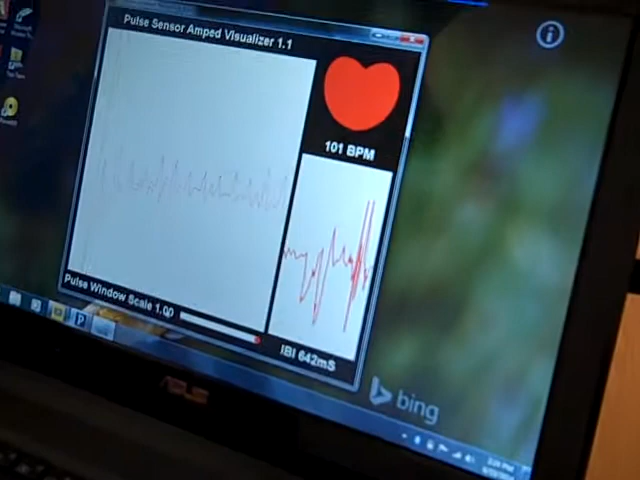 Pulse Sensor Amped Visualizer 1.1
101 BPM
Pulse Window Scale 1.00
IBI 642mS
bing
ASUS